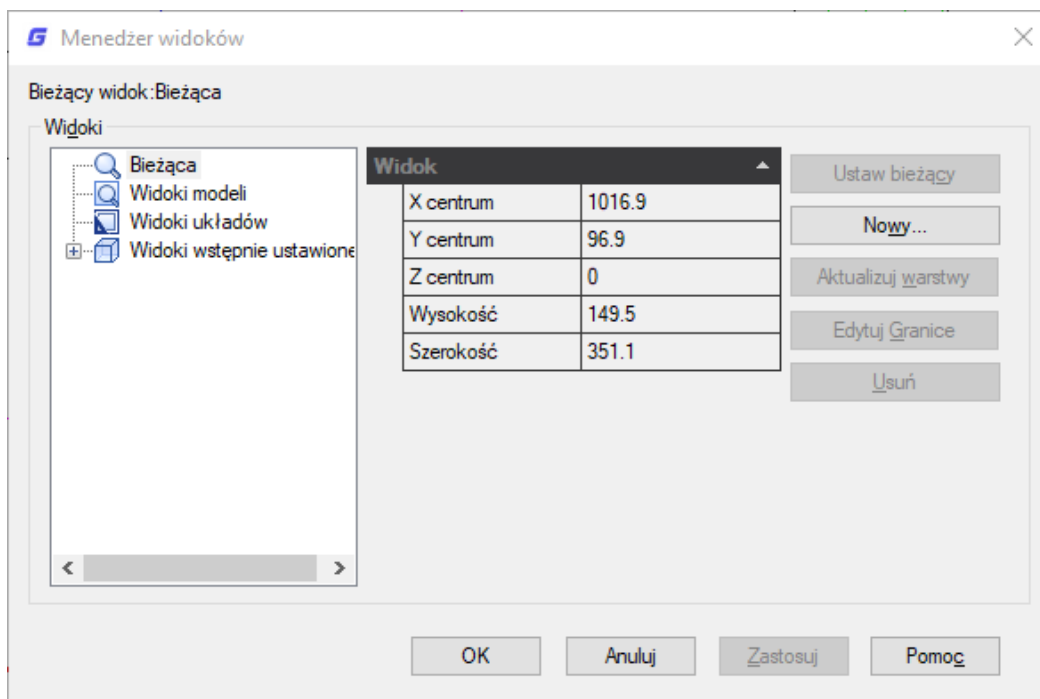 Menedżer widoków
Bieżący widok:Bieżąca
Widoki
Bieżąca
Widoki modeli
Widoki układów
Widoki wstępnie ustawione
Widok
X centrum 1016.9
Y centrum 96.9
Z centrum 0
Wysokość 149.5
Szerokość 351.1
Ustaw bieżący
Nowy...
Aktualizuj warstwy
Edytuj Granice
Usuń
OK Anuluj Zastosuj Pomoc